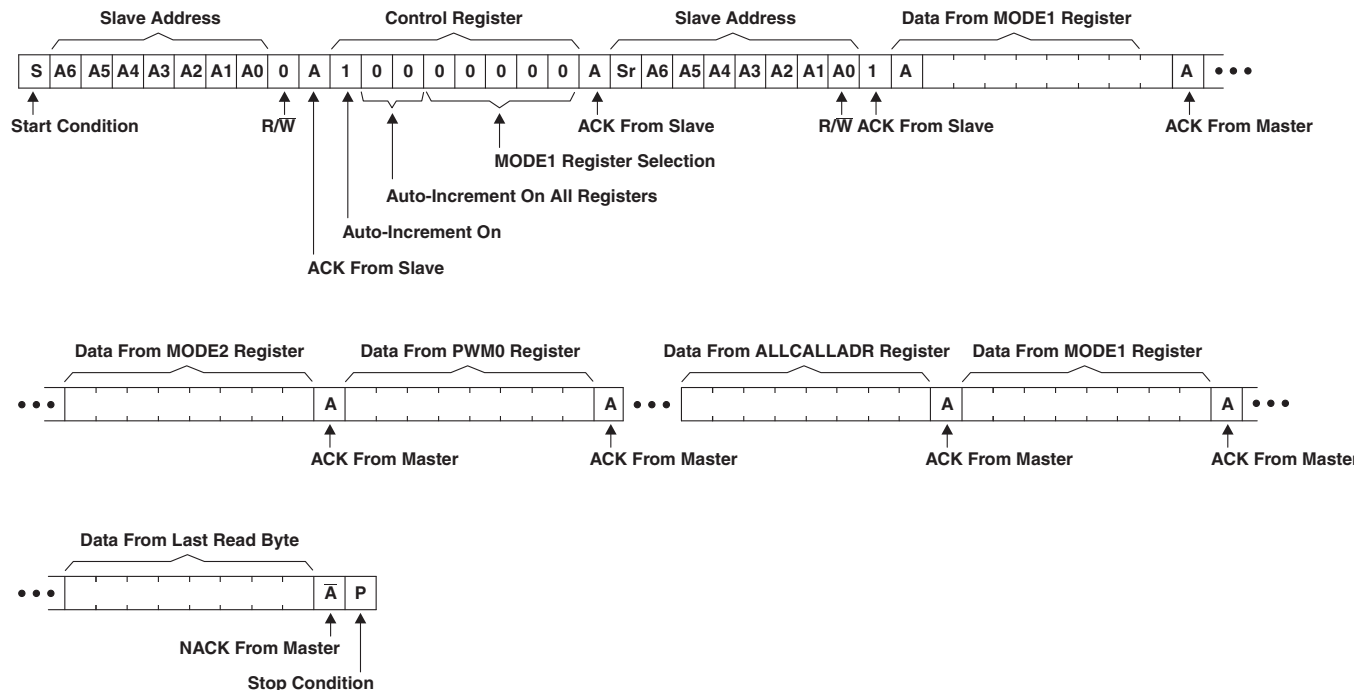 Slave Address Control Register Slave Address Data From MODE1 Register
S A6 A5 A4 A3 A2 A1 A0 0 A 1 0 0 0 0 0 0 0 A Sr A6 A5 A4 A3 A2 A1 A0 1 A A •••
Start Condition R/W̅ ACK From Slave R/W̅ ACK From Slave ACK From Master
MODE1 Register Selection
Auto-Increment On All Registers
Auto-Increment On
ACK From Slave
Data From MODE2 Register Data From PWM0 Register Data From ALLCALLADR Register Data From MODE1 Register
••• A A ••• A A •••
ACK From Master ACK From Master ACK From Master ACK From Master
Data From Last Read Byte
••• A̅ P
NACK From Master
Stop Condition